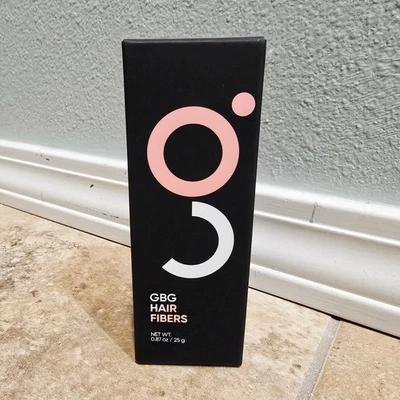 g
GBG
HAIR
FIBERS
NET WT.
0.87 oz / 25 g